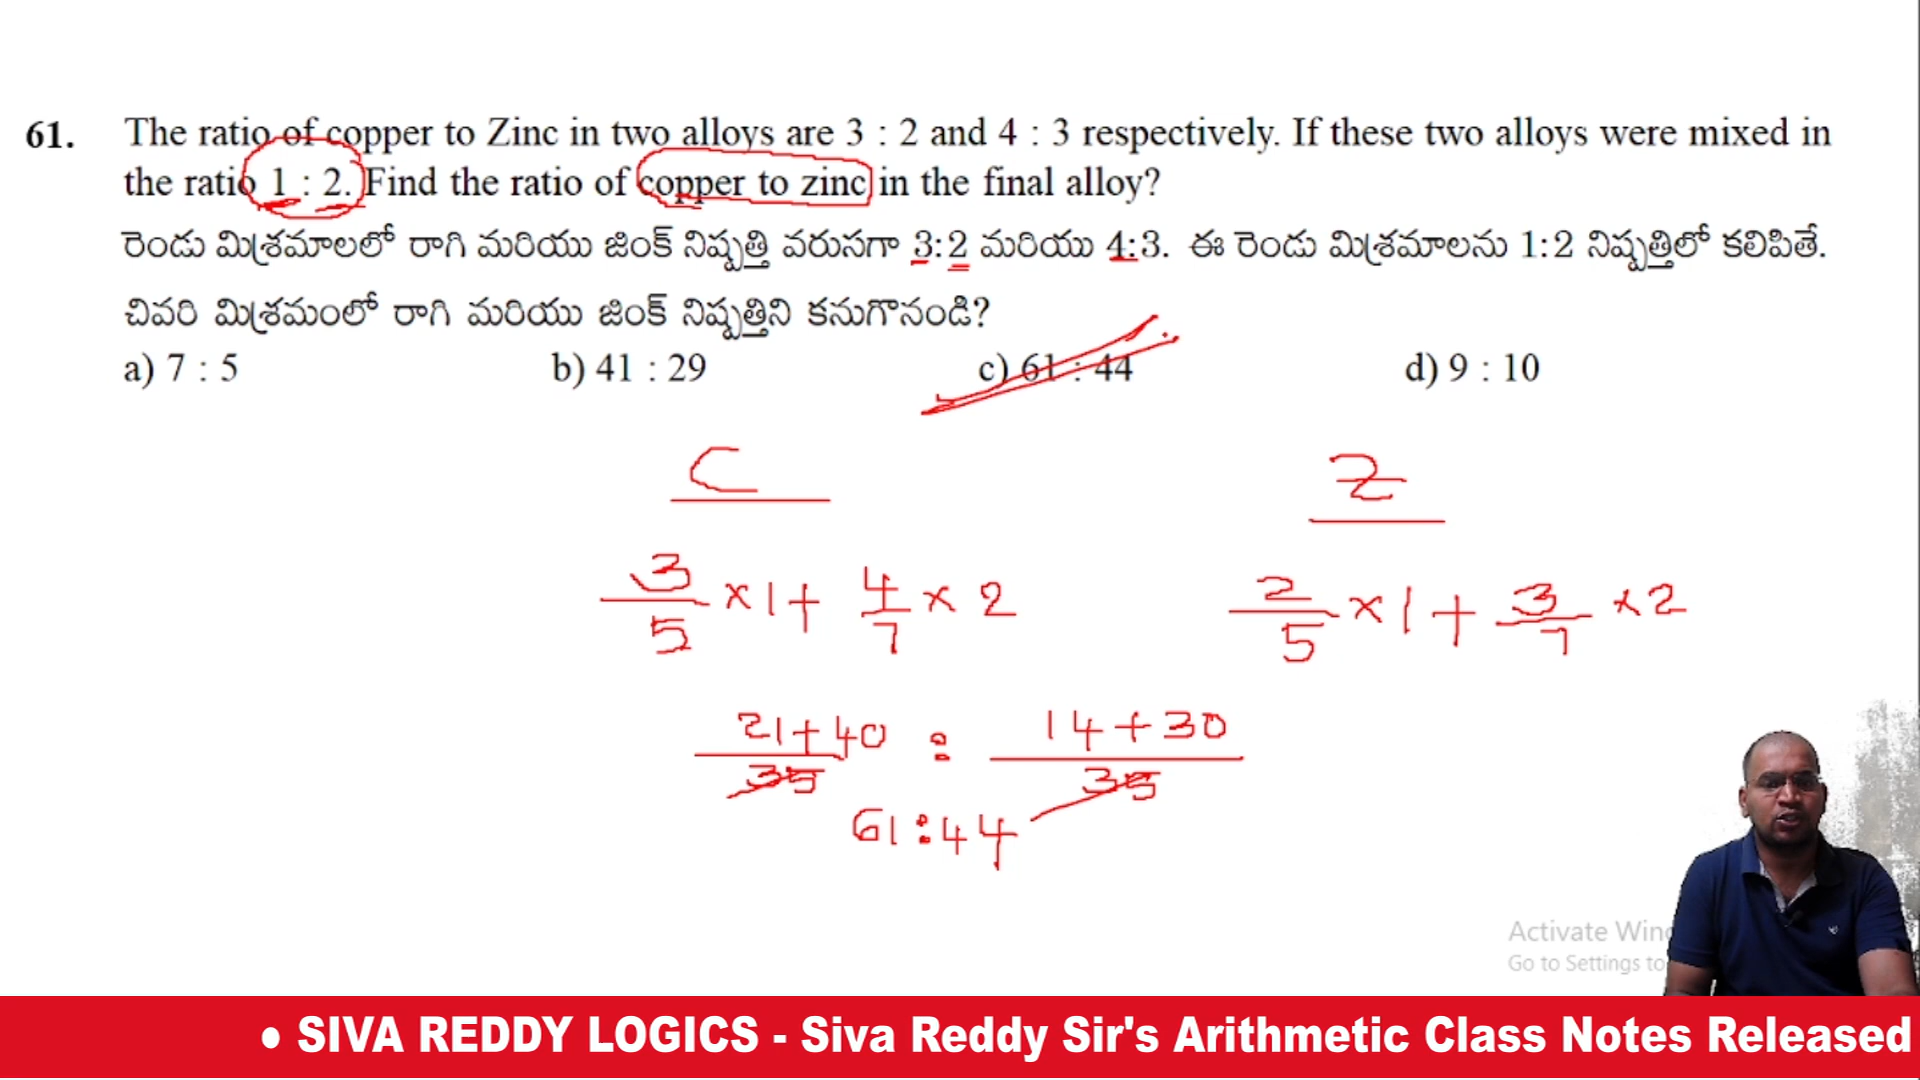 61. The ratio of copper to Zinc in two alloys are 3 : 2 and 4 : 3 respectively. If these two alloys were mixed in
the ratio 1 : 2. Find the ratio of copper to zinc in the final alloy?
రెండు మిశ్రమాలలో రాగి మరియు జింక్ నిష్పత్తి వరుసగా 3:2 మరియు 4:3. ఈ రెండు మిశ్రమాలను 1:2 నిష్పత్తిలో కలిపితే.
చివరి మిశ్రమంలో రాగి మరియు జింక్ నిష్పత్తిని కనుగొనండి?
a) 7 : 5 b) 41 : 29 c) 61 : 44 d) 9 : 10
C Z
3/5 × 1 + 4/7 × 2 2/5 × 1 + 3/7 × 2
21+40/35 : 14+30/35
61:44
Activate Wind
Go to Settings to
• SIVA REDDY LOGICS - Siva Reddy Sir's Arithmetic Class Notes Released